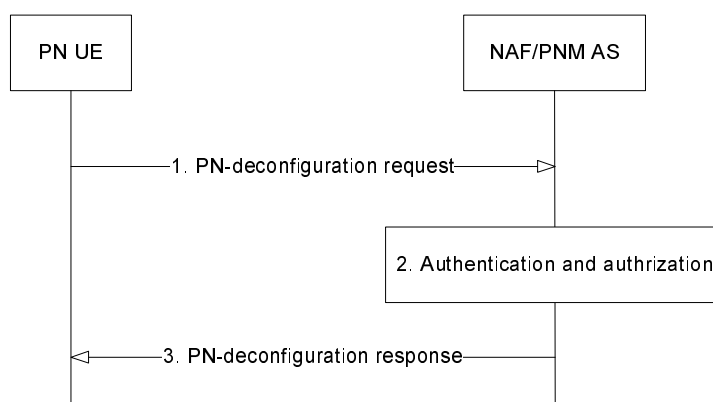 PN UE
NAF/PNM AS
1. PN-deconfiguration request
2. Authentication and authrization
3. PN-deconfiguration response